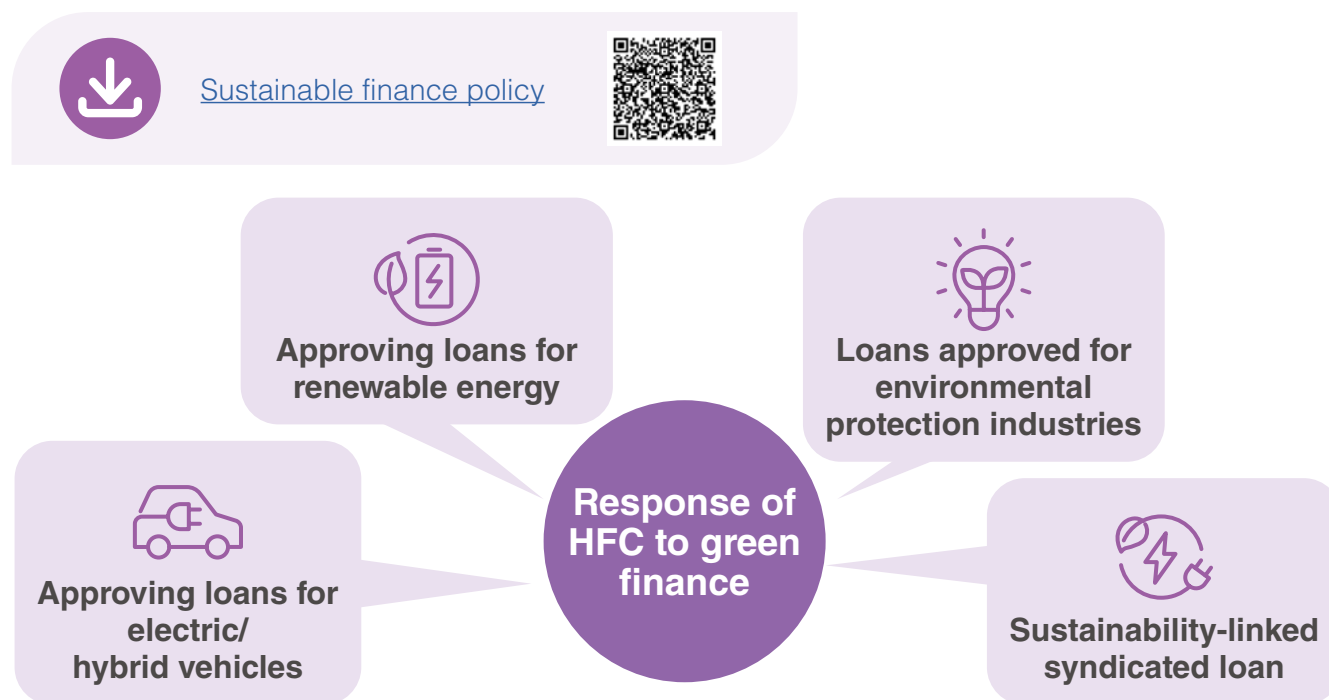 Sustainable finance policy
Approving loans for
renewable energy
Loans approved for
environmental
protection industries
Response of
HFC to green
finance
Approving loans for
electric/
hybrid vehicles
Sustainability-linked
syndicated loan